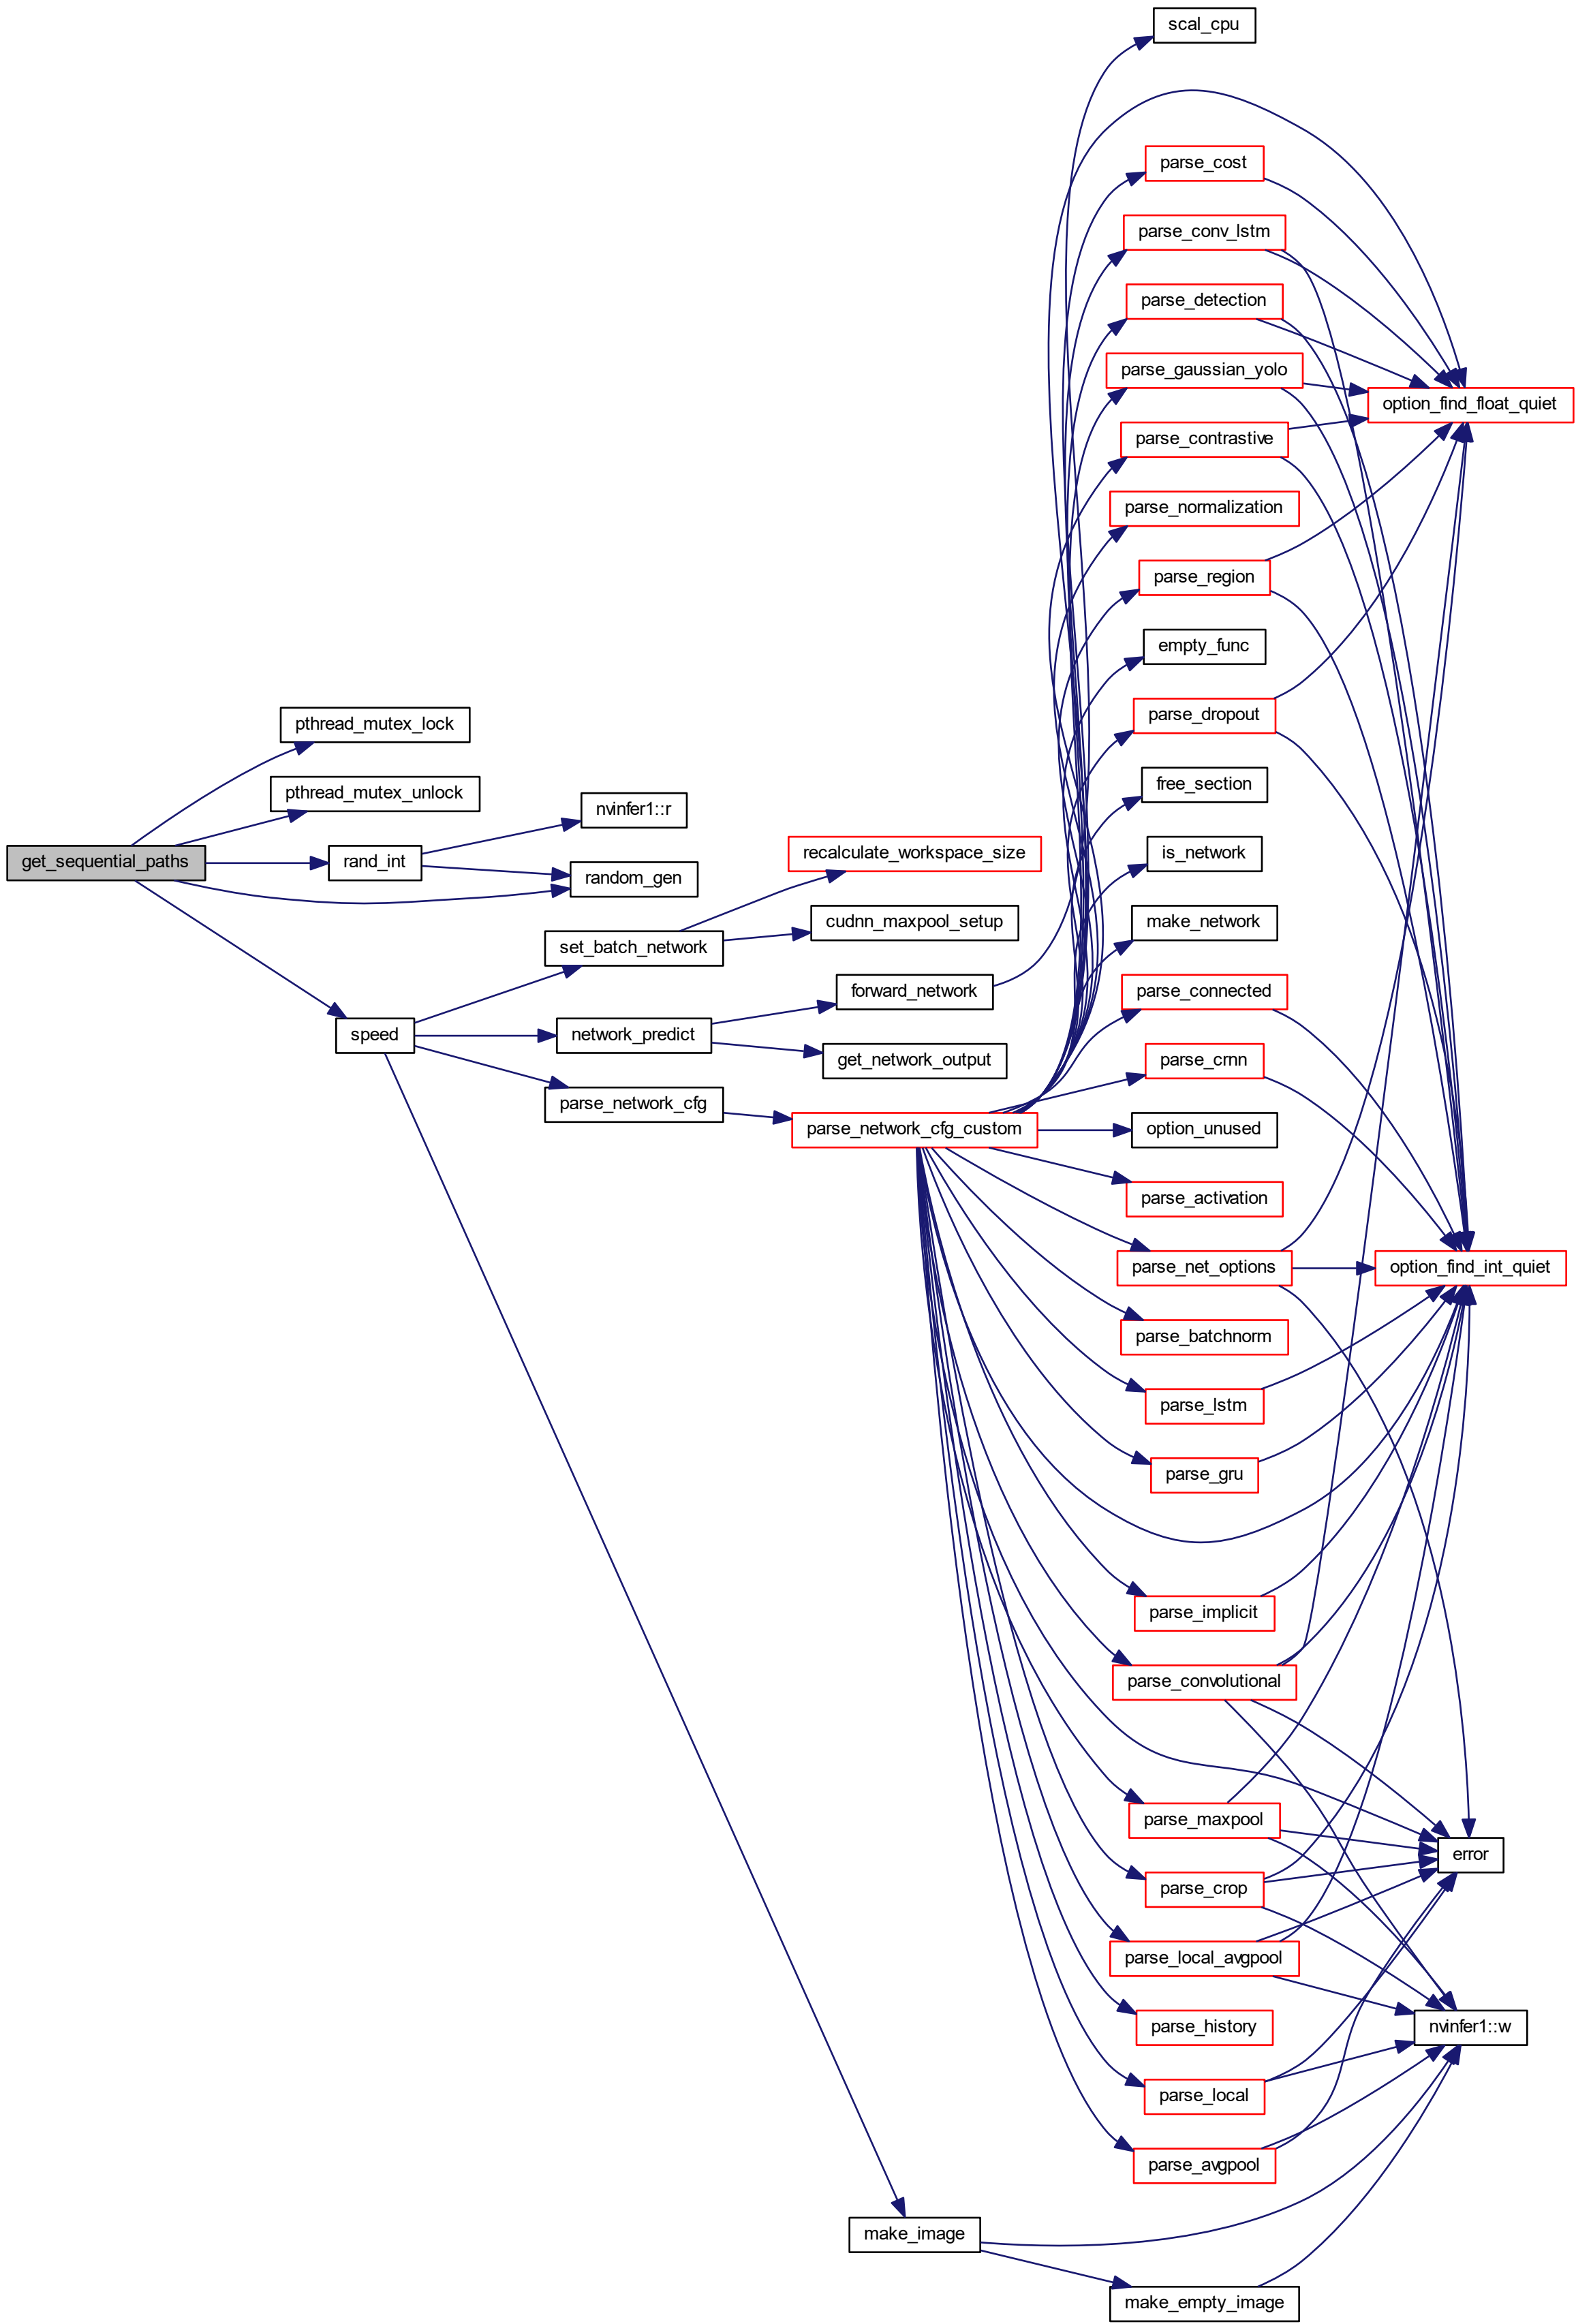 scal_cpu
parse_cost
parse_conv_lstm
parse_detection
parse_gaussian_yolo
option_find_float_quiet
parse_contrastive
parse_normalization
parse_region
empty_func
parse_dropout
pthread_mutex_lock
free_section
pthread_mutex_unlock
nvinfer1::r
recalculate_workspace_size
is_network
get_sequential_paths
rand_int
random_gen
cudnn_maxpool_setup
make_network
set_batch_network
forward_network
parse_connected
speed
network_predict
get_network_output
parse_crnn
parse_network_cfg
parse_network_cfg_custom
option_unused
parse_activation
parse_net_options
option_find_int_quiet
parse_batchnorm
parse_lstm
parse_gru
parse_implicit
parse_convolutional
parse_maxpool
error
parse_crop
parse_local_avgpool
parse_history
nvinfer1::w
parse_local
parse_avgpool
make_image
make_empty_image